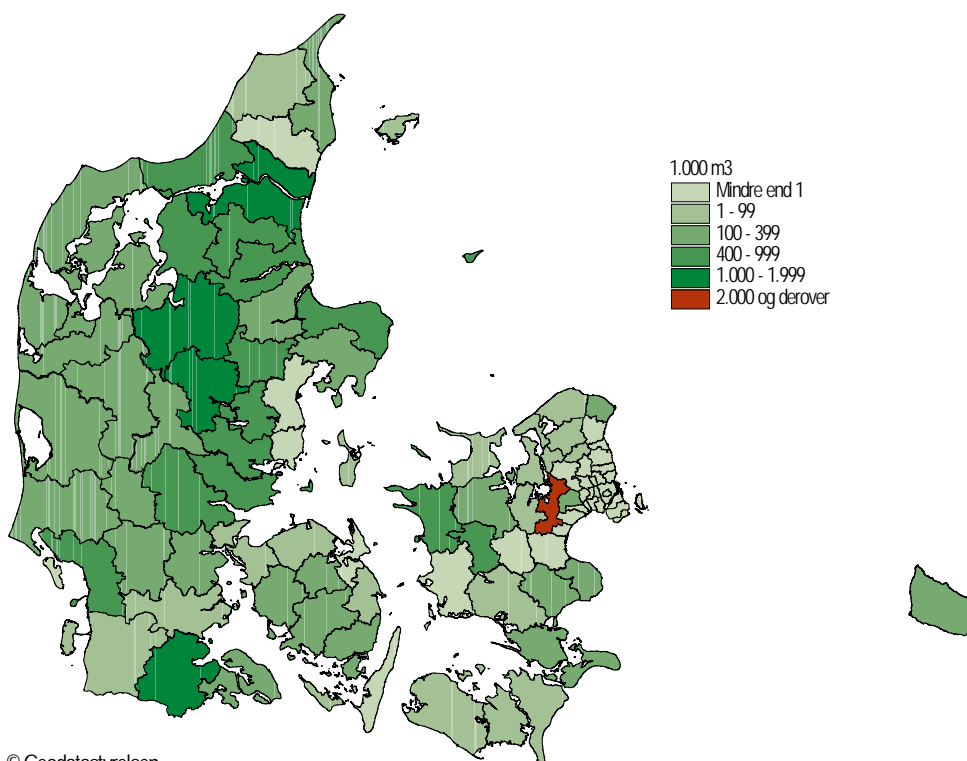 1.000 m3
Mindre end 1
1 - 99
100 - 399
400 - 999
1.000 - 1.999
2.000 og derover
© Geodatastyrelsen